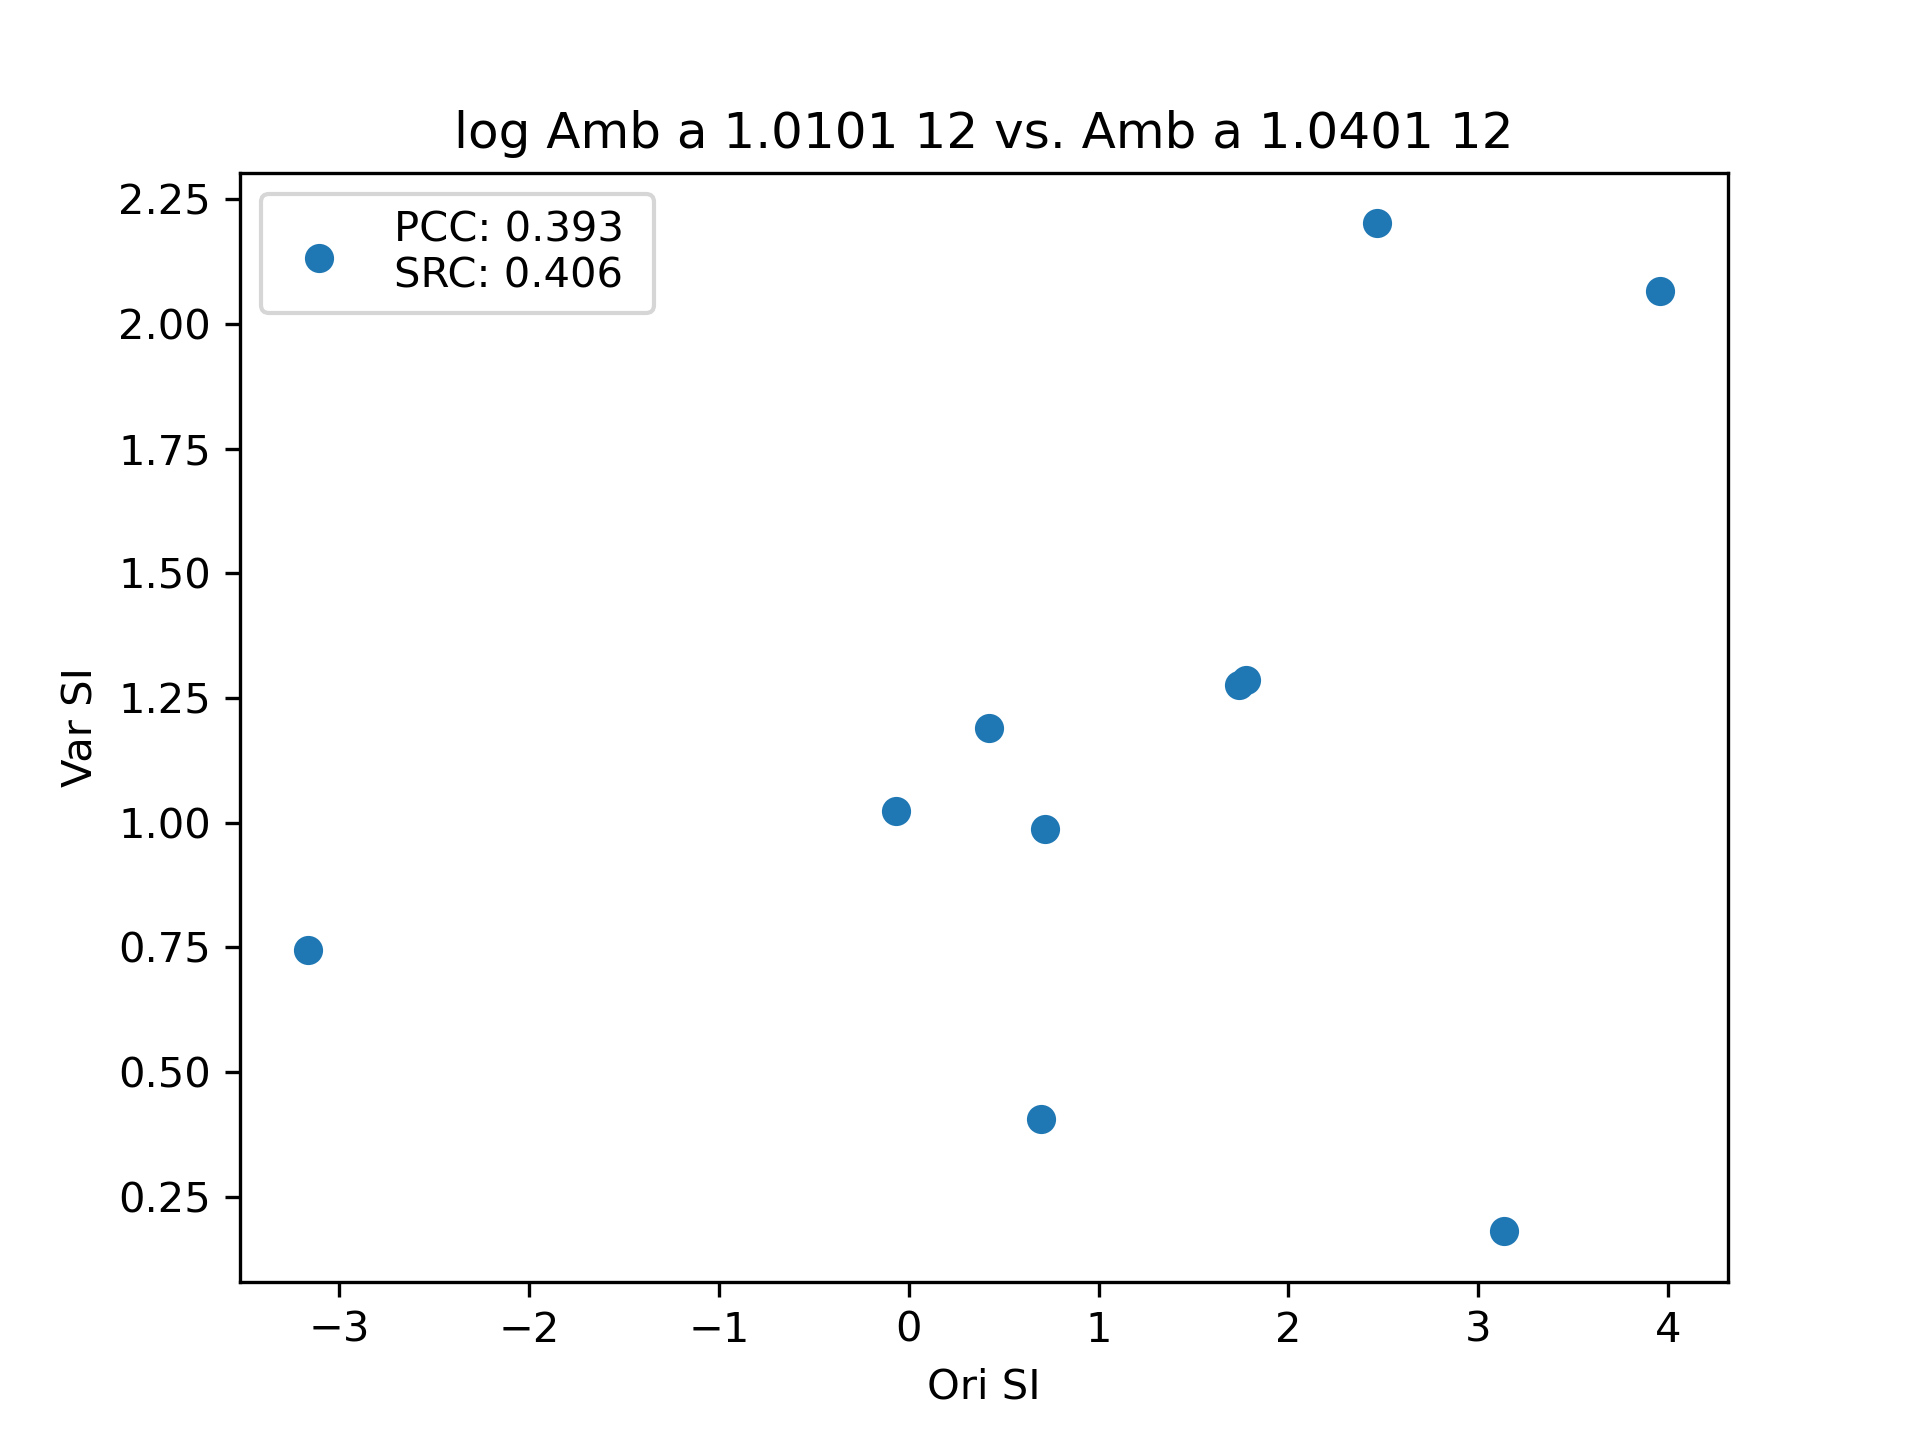 log Amb a 1.0101 12 vs. Amb a 1.0401 12
PCC: 0.393
SRC: 0.406
2.25
2.00
1.75
1.50
1.25
1.00
0.75
0.50
0.25
Var SI
−3 −2 −1 0 1 2 3 4
Ori SI